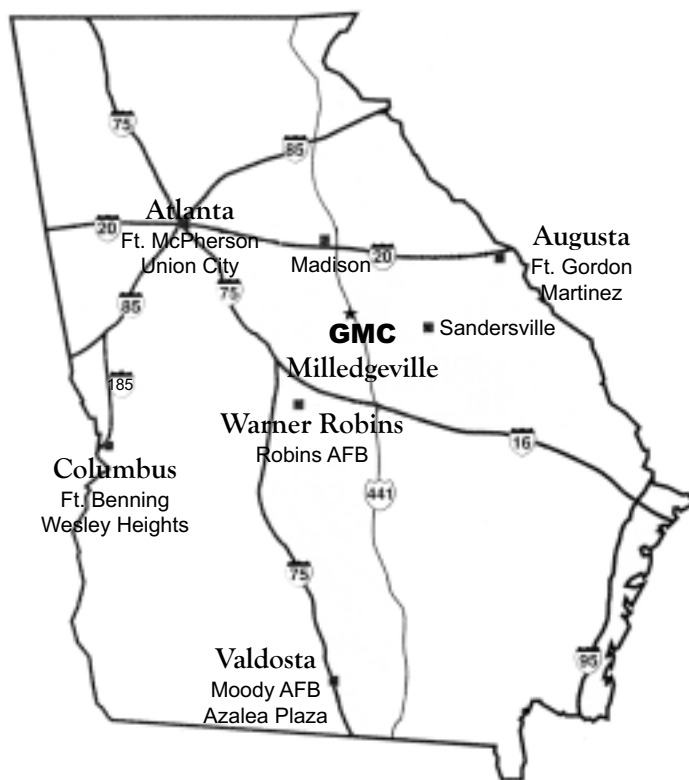 75
85
Atlanta
20
Ft. McPherson
Union City
Madison
20
Augusta
Ft. Gordon
Martinez
85
75
GMC
Milledgeville
Sandersville
185
Warner Robins
Robins AFB
16
Columbus
Ft. Benning
Wesley Heights
441
75
Valdosta
Moody AFB
Azalea Plaza
95